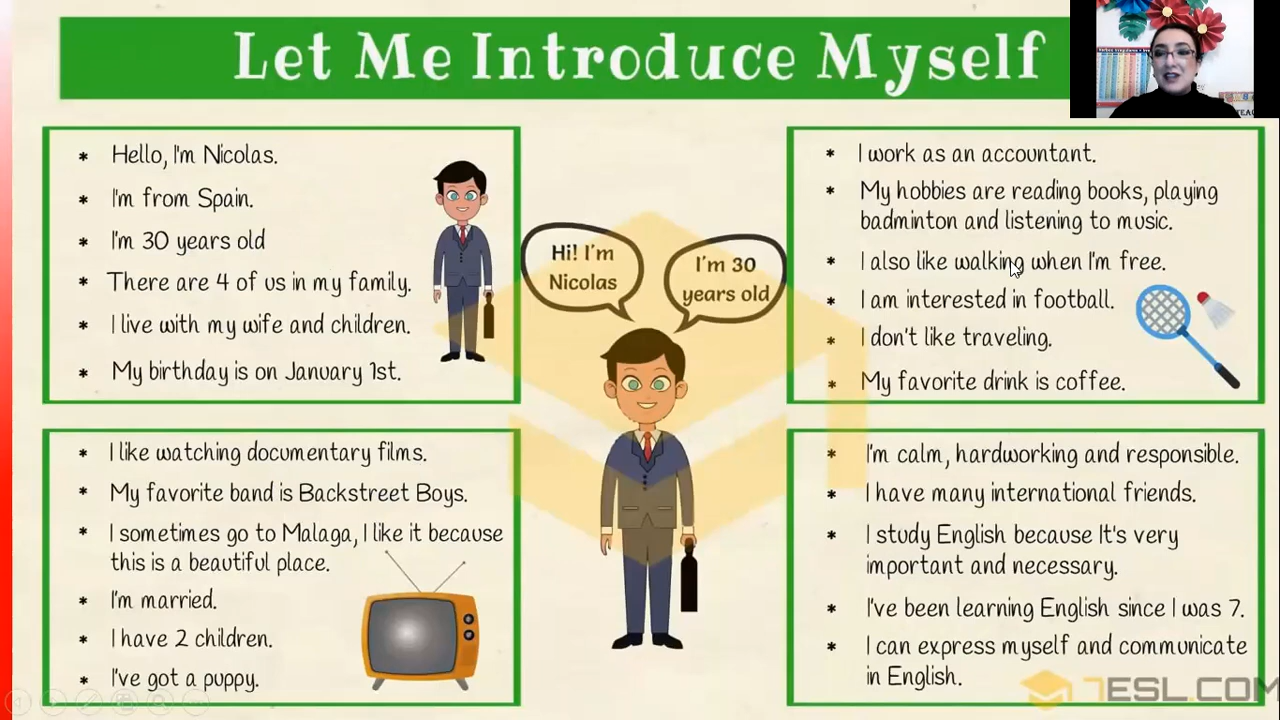 Let Me Introduce Myself
* Hello, I'm Nicolas.
* I'm from Spain.
* I'm 30 years old
* There are 4 of us in my family.
* I live with my wife and children.
* My birthday is on January 1st.
Hi! I'm
Nicolas
I'm 30
years old
* I work as an accountant.
* My hobbies are reading books, playing
badminton and listening to music.
* I also like walking when I'm free.
* I am interested in football.
* I don't like traveling.
* My favorite drink is coffee.
* I like watching documentary films.
* My favorite band is Backstreet Boys.
* I sometimes go to Malaga, I like it because
this is a beautiful place.
* I'm married.
* I have 2 children.
* I've got a puppy.
* I'm calm, hardworking and responsible.
* I have many international friends.
* I study English because It's very
important and necessary.
* I've been learning English since I was 7.
* I can express myself and communicate
in English.
7ESL.COM